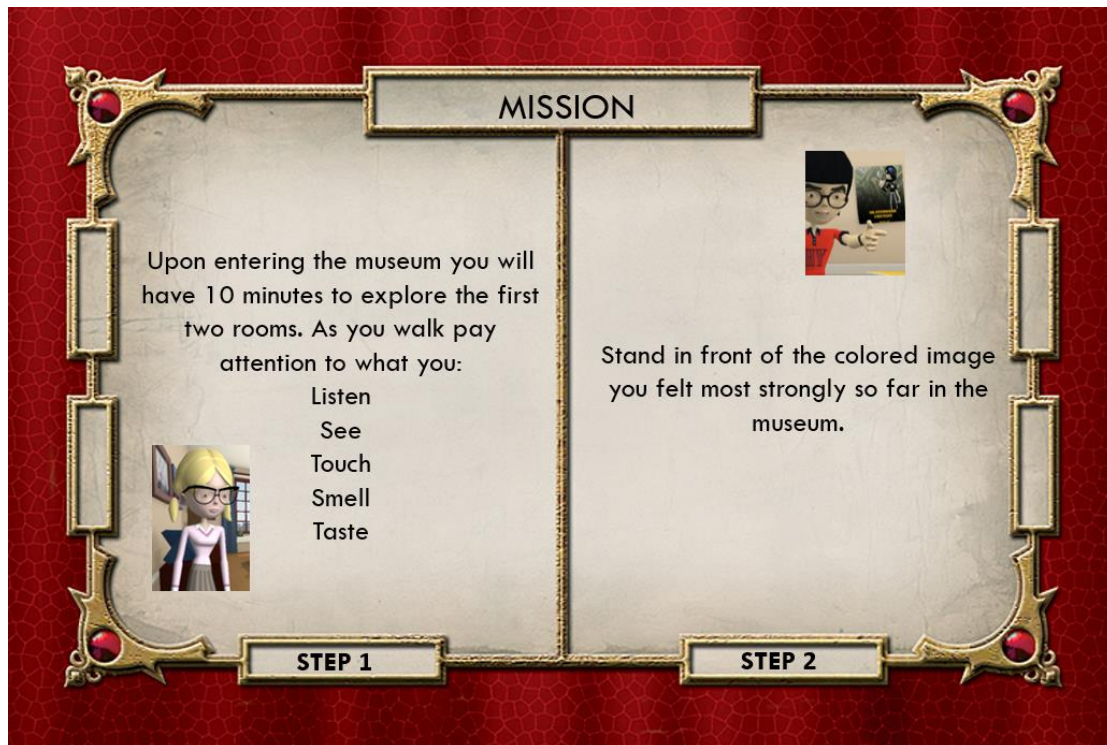 MISSION
Upon entering the museum you will
have 10 minutes to explore the first
two rooms. As you walk pay
attention to what you:
Listen
See
Touch
Smell
Taste
STEP 1
Stand in front of the colored image
you felt most strongly so far in the
museum.
STEP 2